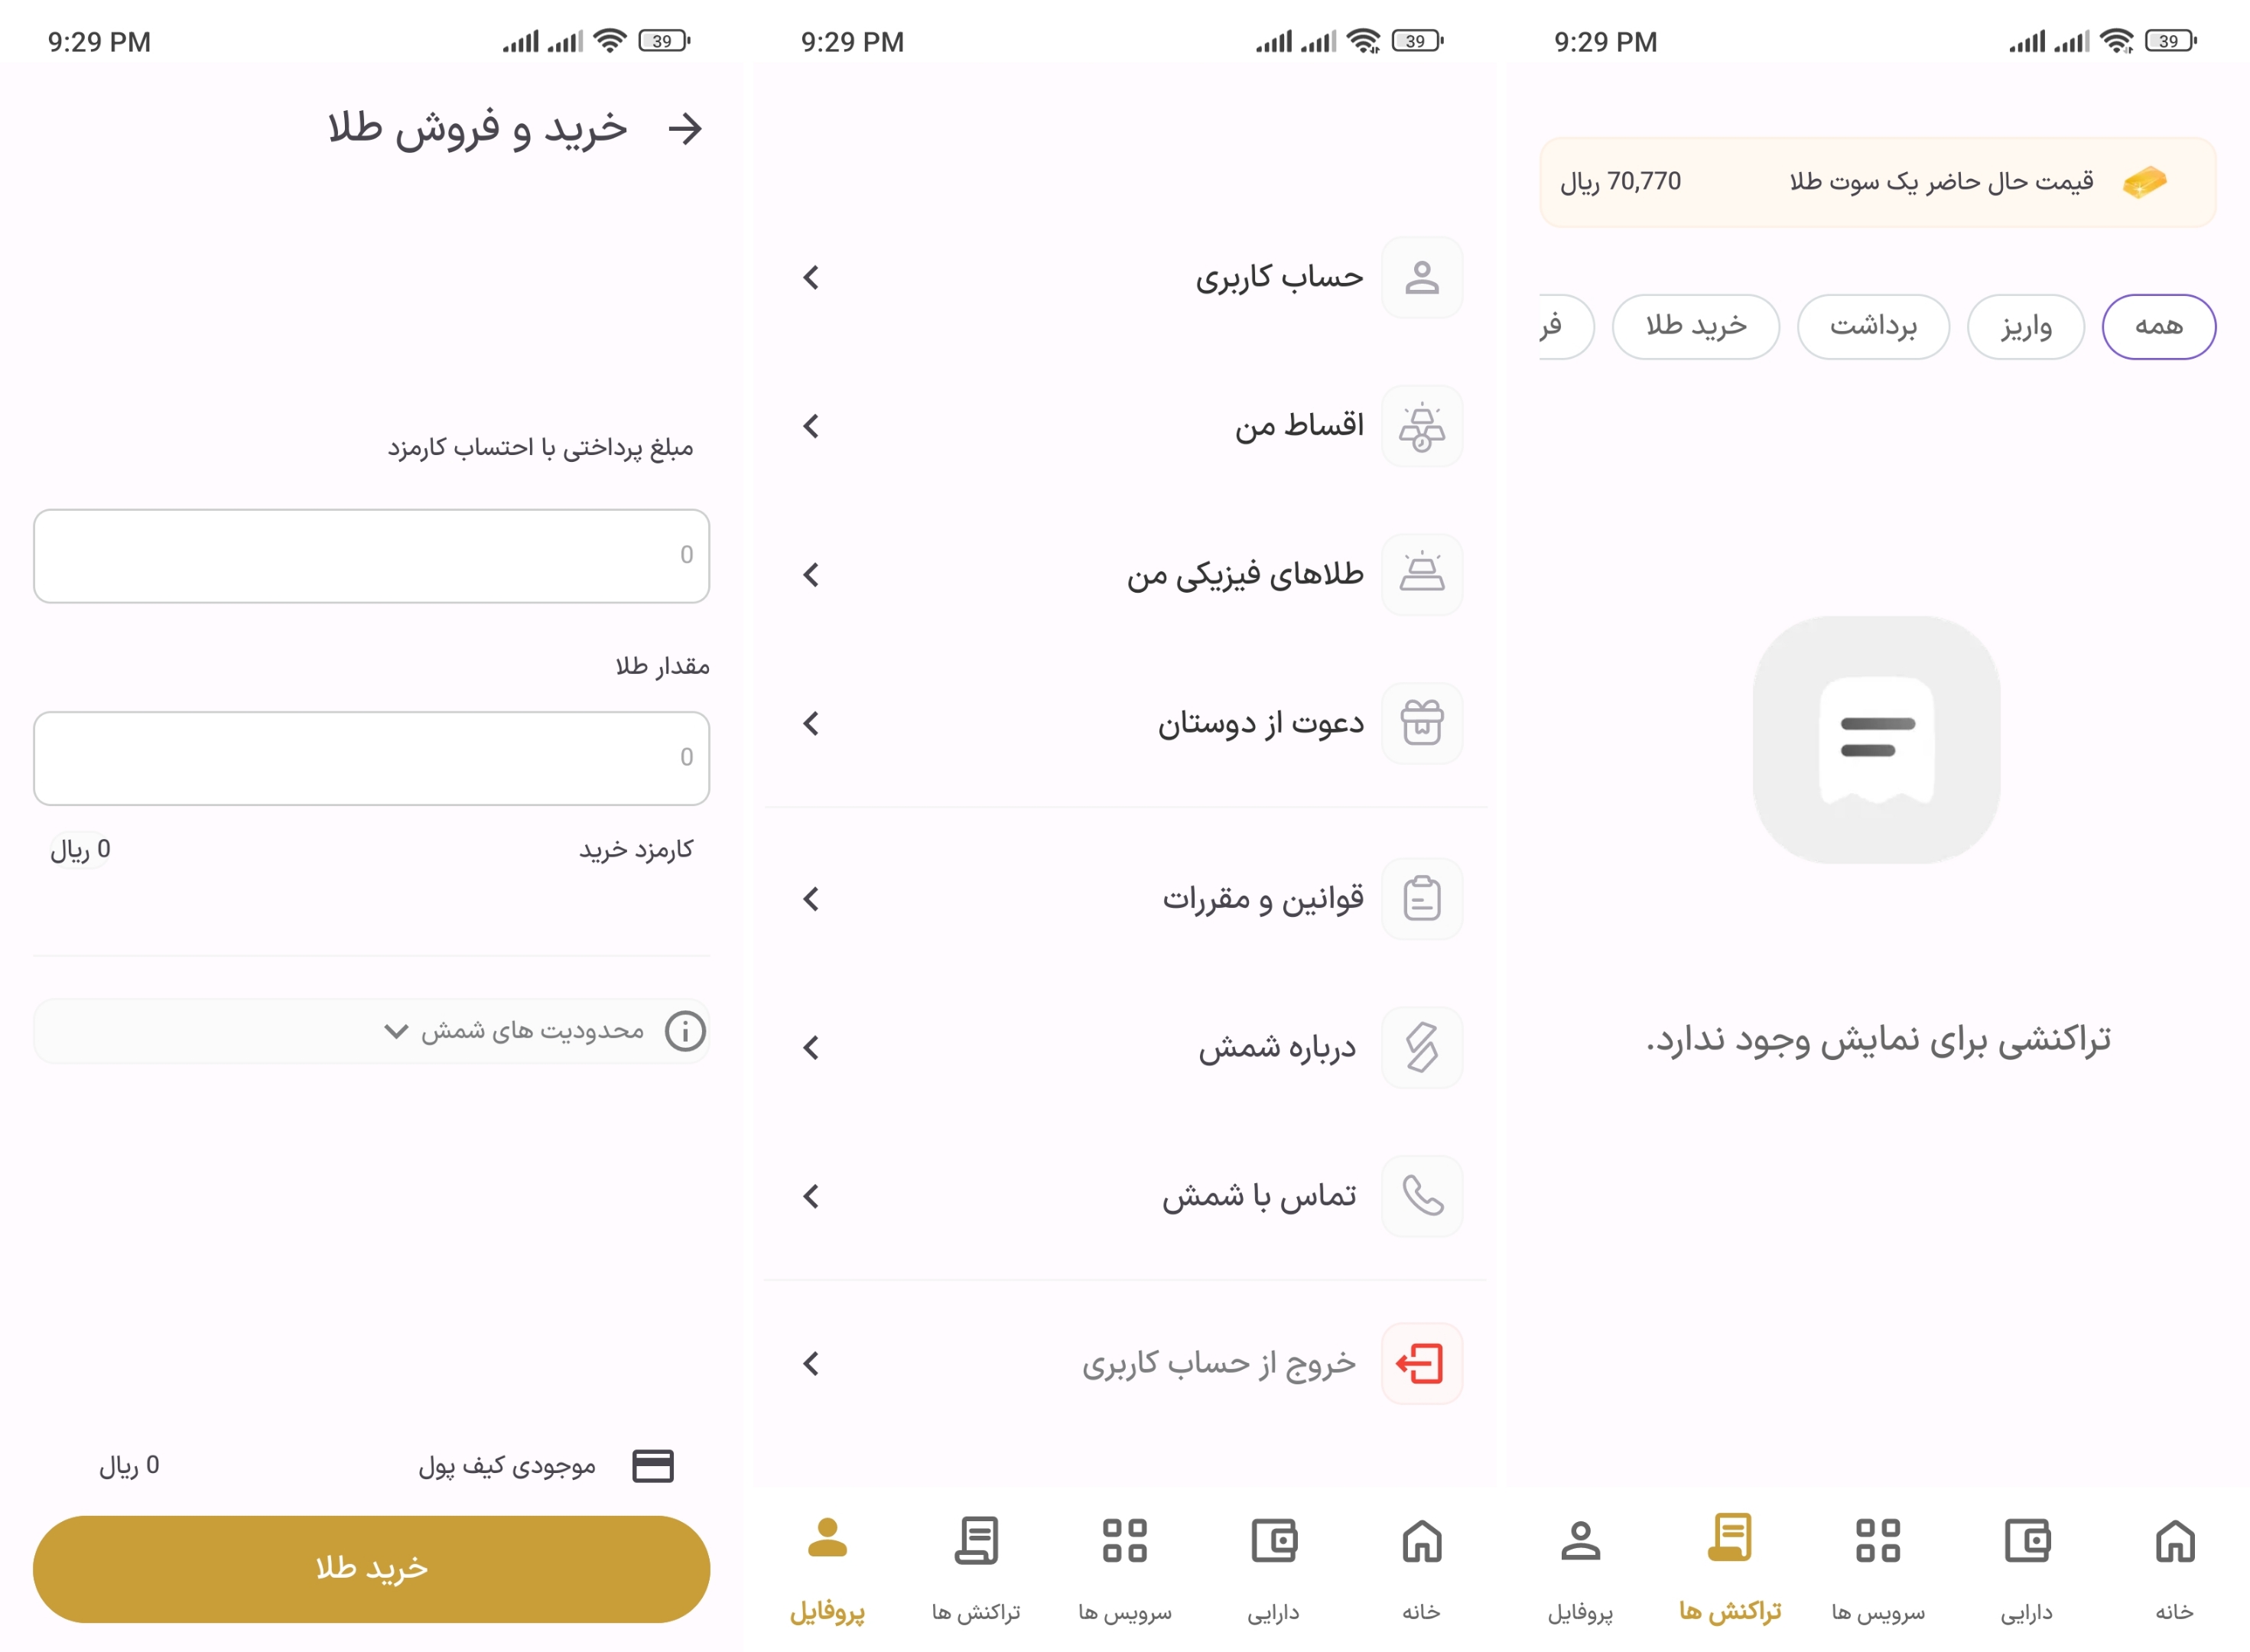 9:29 PM
39
خرید و فروش طلا
مبلغ پرداختی با احتساب کارمزد
0
مقدار طلا
0
کارمزد خرید
0 ریال
محدودیت های شمش
موجودی کیف پول
0 ریال
خرید طلا
9:29 PM
39
حساب کاربری
اقساط من
طلاهای فیزیکی من
دعوت از دوستان
قوانین و مقررات
درباره شمش
تماس با شمش
خروج از حساب کاربری
خانه
دارایی
سرویس ها
تراکنش ها
پروفایل
9:29 PM
39
قیمت حال حاضر یک سوت طلا
70,770 ریال
همه
واریز
برداشت
خرید طلا
فر
تراکنشی برای نمایش وجود ندارد.
خانه
دارایی
سرویس ها
تراکنش ها
پروفایل